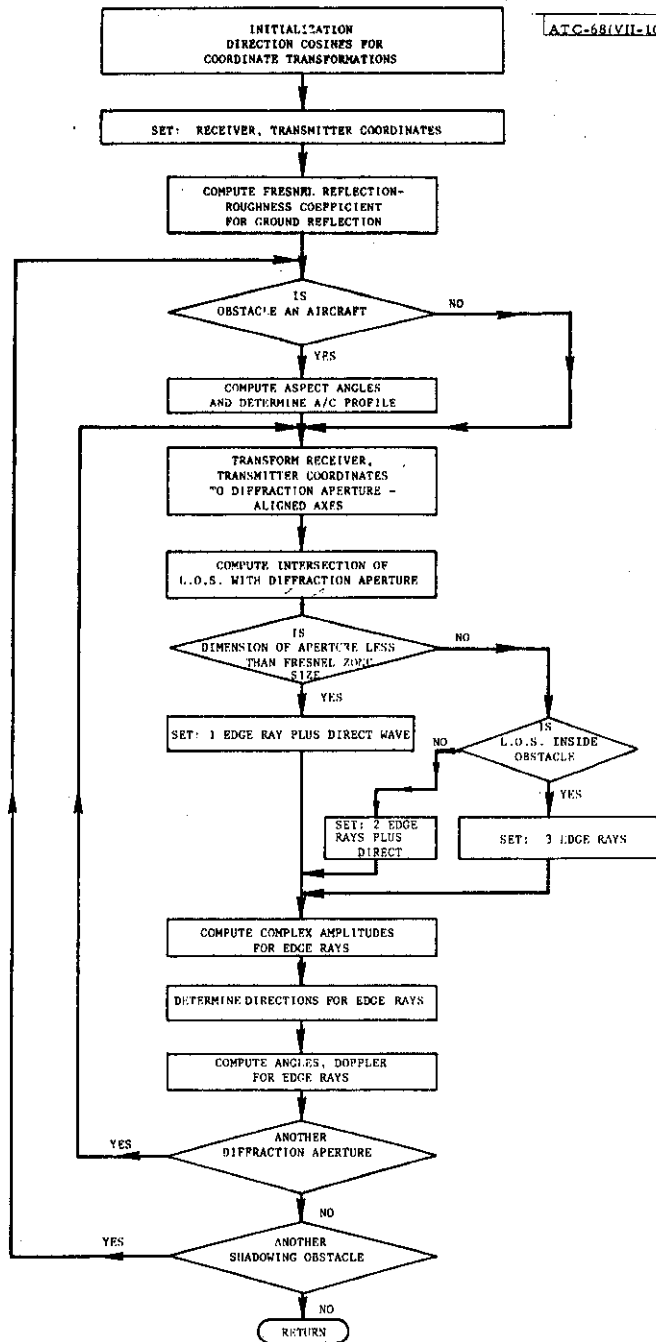 INITIALIZATION
DIRECTION COSINES FOR
COORDINATE TRANSFORMATIONS
ATC-68(VII-10
SET: RECEIVER, TRANSMITTER COORDINATES
COMPUTE FRESNEL REFLECTION-
ROUGHNESS COEFFICIENT
FOR GROUND REFLECTION
IS
OBSTACLE AN AIRCRAFT
NO
YES
COMPUTE ASPECT ANGLES
AND DETERMINE A/C PROFILE
TRANSFORM RECEIVER,
TRANSMITTER COORDINATES
TO DIFFRACTION APERTURE -
ALIGNED AXES
COMPUTE INTERSECTION OF
L.O.S. WITH DIFFRACTION APERTURE
IS
DIMENSION OF APERTURE LESS
THAN FRESNEL ZONE
SIZE
NO
YES
SET: 1 EDGE RAY PLUS DIRECT WAVE
IS
L.O.S. INSIDE
OBSTACLE
NO
YES
SET: 2 EDGE
RAYS PLUS
DIRECT
SET: 3 EDGE RAYS
COMPUTE COMPLEX AMPLITUDES
FOR EDGE RAYS
DETERMINE DIRECTIONS FOR EDGE RAYS
COMPUTE ANGLES, DOPPLER
FOR EDGE RAYS
ANOTHER
DIFFRACTION APERTURE
YES
NO
ANOTHER
SHADOWING OBSTACLE
YES
NO
RETURN